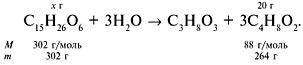 x г 20 г
C₁₅H₂₆O₆ + 3H₂O → C₃H₈O₃ + 3C₄H₈O₂.
M 302 г/моль 88 г/моль
m 302 г 264 г